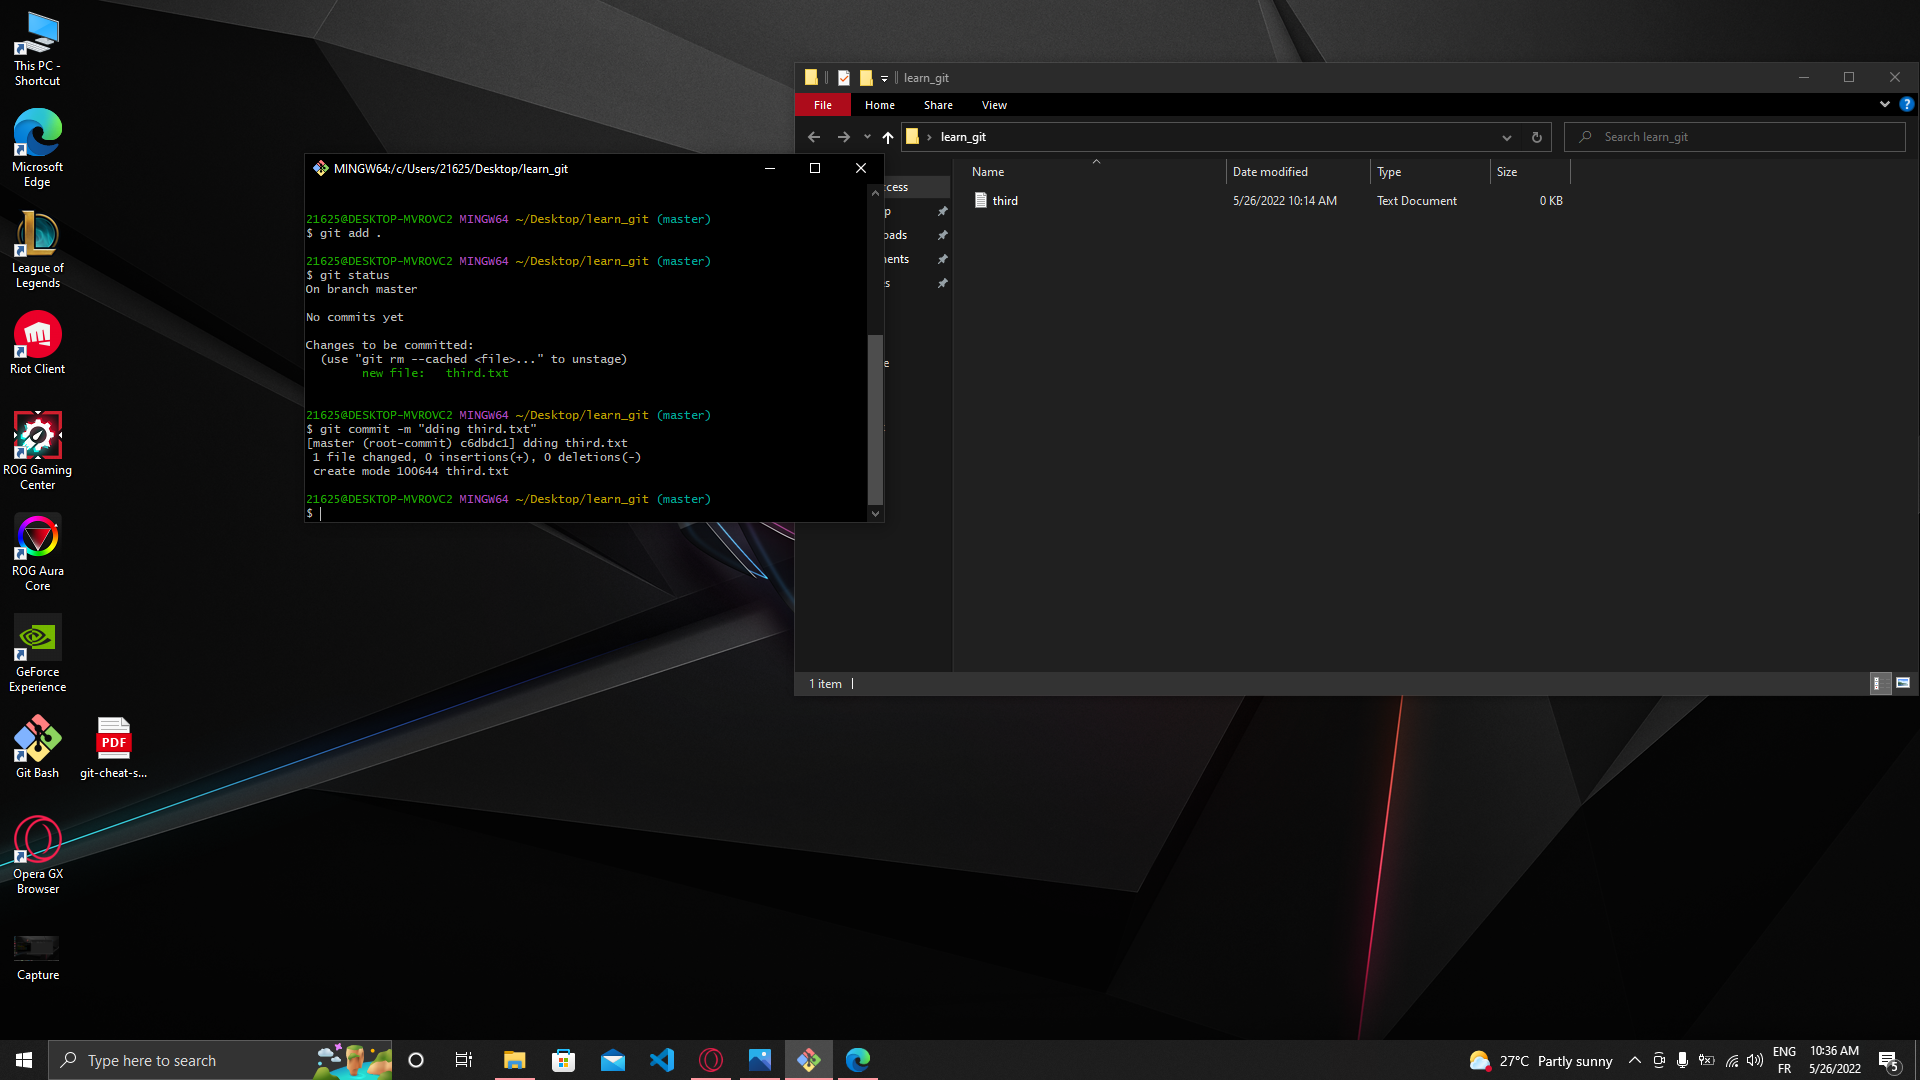 This PC -
Shortcut
Microsoft
Edge
League of
Legends
Riot Client
ROG Gaming
Center
ROG Aura
Core
GeForce
Experience
Git Bash
PDF
git-cheat-s...
Opera GX
Browser
Capture
MINGW64:/c/Users/21625/Desktop/learn_git
21625@DESKTOP-MVROVC2 MINGW64 ~/Desktop/learn_git (master)
$ git add .
21625@DESKTOP-MVROVC2 MINGW64 ~/Desktop/learn_git (master)
$ git status
On branch master
No commits yet
Changes to be committed:
(use "git rm --cached <file>..." to unstage)
new file:   third.txt
21625@DESKTOP-MVROVC2 MINGW64 ~/Desktop/learn_git (master)
$ git commit -m "dding third.txt"
[master (root-commit) c6dbdc1] dding third.txt
1 file changed, 0 insertions(+), 0 deletions(-)
create mode 100644 third.txt
21625@DESKTOP-MVROVC2 MINGW64 ~/Desktop/learn_git (master)
$
learn_git
File Home Share View
learn_git
Search learn_git
Name Date modified Type Size
third 5/26/2022 10:14 AM Text Document 0 KB
ccess
p
oads
nents
s
e
1 item
Type here to search
27°C Partly sunny
ENG
FR
10:36 AM
5/26/2022
5